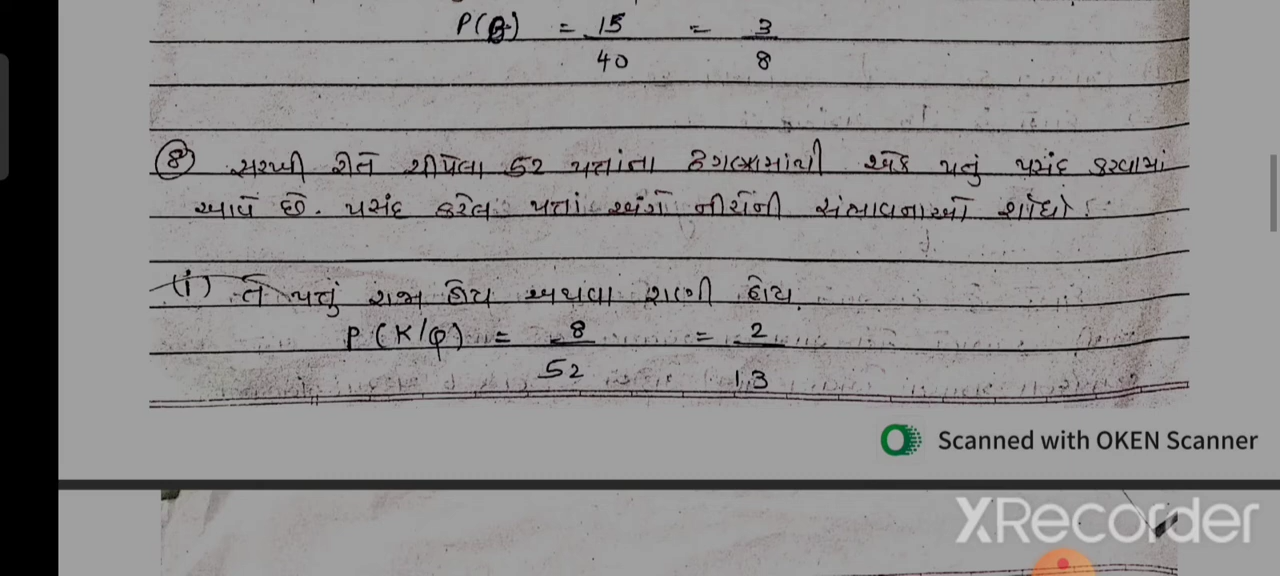 P(B) = 15/40 = 3/8
⑧ સરખી રીતે ચીપેલા 52 પત્તાંના ઢગલામાંથી એક પત્તું પસંદ કરવામાં
આવે છે. પસંદ કરેલ પત્તાં અંગે નીચેની સંભાવનાઓ શોધો.
(i) તે પત્તું રાજા હોય અથવા રાણી હોય.
P(K/Q) = 8/52 = 2/13
Scanned with OKEN Scanner
XRecorder